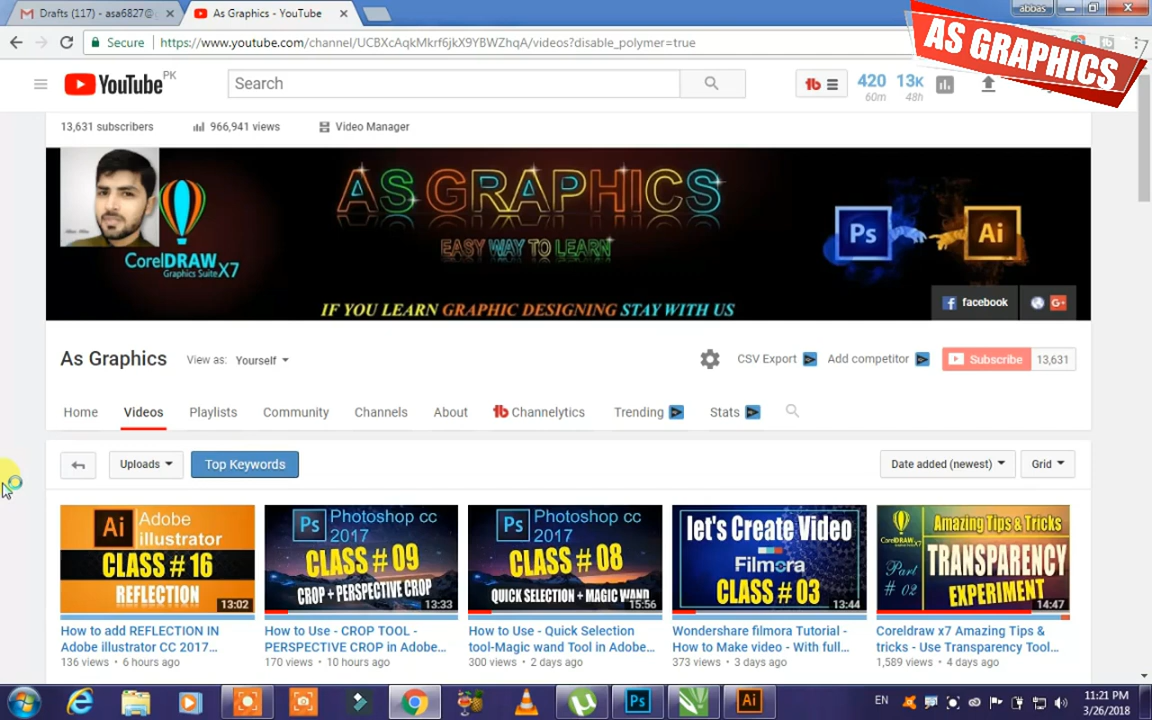 Drafts (117) - asa6827@
As Graphics - YouTube
abbas
Secure
https://www.youtube.com/channel/UCBXcAqkMkrf6jkX9YBWZhqA/videos?disable_polymer=true
AS GRAPHICS
YouTube PK
Search
420
60m
13K
48h
13,631 subscribers
966,941 views
Video Manager
AS GRAPHICS
EASY WAY TO LEARN
CorelDRAW
Graphics Suite X7
Ps
Ai
IF YOU LEARN GRAPHIC DESIGNING STAY WITH US
facebook
G+
As Graphics
View as: Yourself
CSV Export
Add competitor
Subscribe
13,631
Home
Videos
Playlists
Community
Channels
About
Channelytics
Trending
Stats
Uploads
Top Keywords
Date added (newest)
Grid
Ai Adobe
illustrator
CLASS # 16
REFLECTION
13:02
How to add REFLECTION IN
Adobe illustrator CC 2017...
136 views / 6 hours ago
Ps Photoshop cc
2017
CLASS # 09
CROP + PERSPECTIVE CROP
13:33
How to Use - CROP TOOL -
PERSPECTIVE CROP in Adobe...
170 views / 10 hours ago
Ps Photoshop cc
2017
CLASS # 08
QUICK SELECTION + MAGIC WAND
15:56
How to Use - Quick Selection
tool-Magic wand Tool in Adobe...
300 views / 2 days ago
let's Create Video
Filmora
CLASS # 03
13:44
Wondershare filmora Tutorial -
How to Make video - With full...
373 views / 3 days ago
Amazing Tips & Tricks
CorelDRAW
Part
# 02
TRANSPARENCY
EXPERIMENT
14:47
Coreldraw x7 Amazing Tips &
tricks - Use Transparency Tool...
1,589 views / 4 days ago
Ps
Ai
EN
11:21 PM
3/26/2018